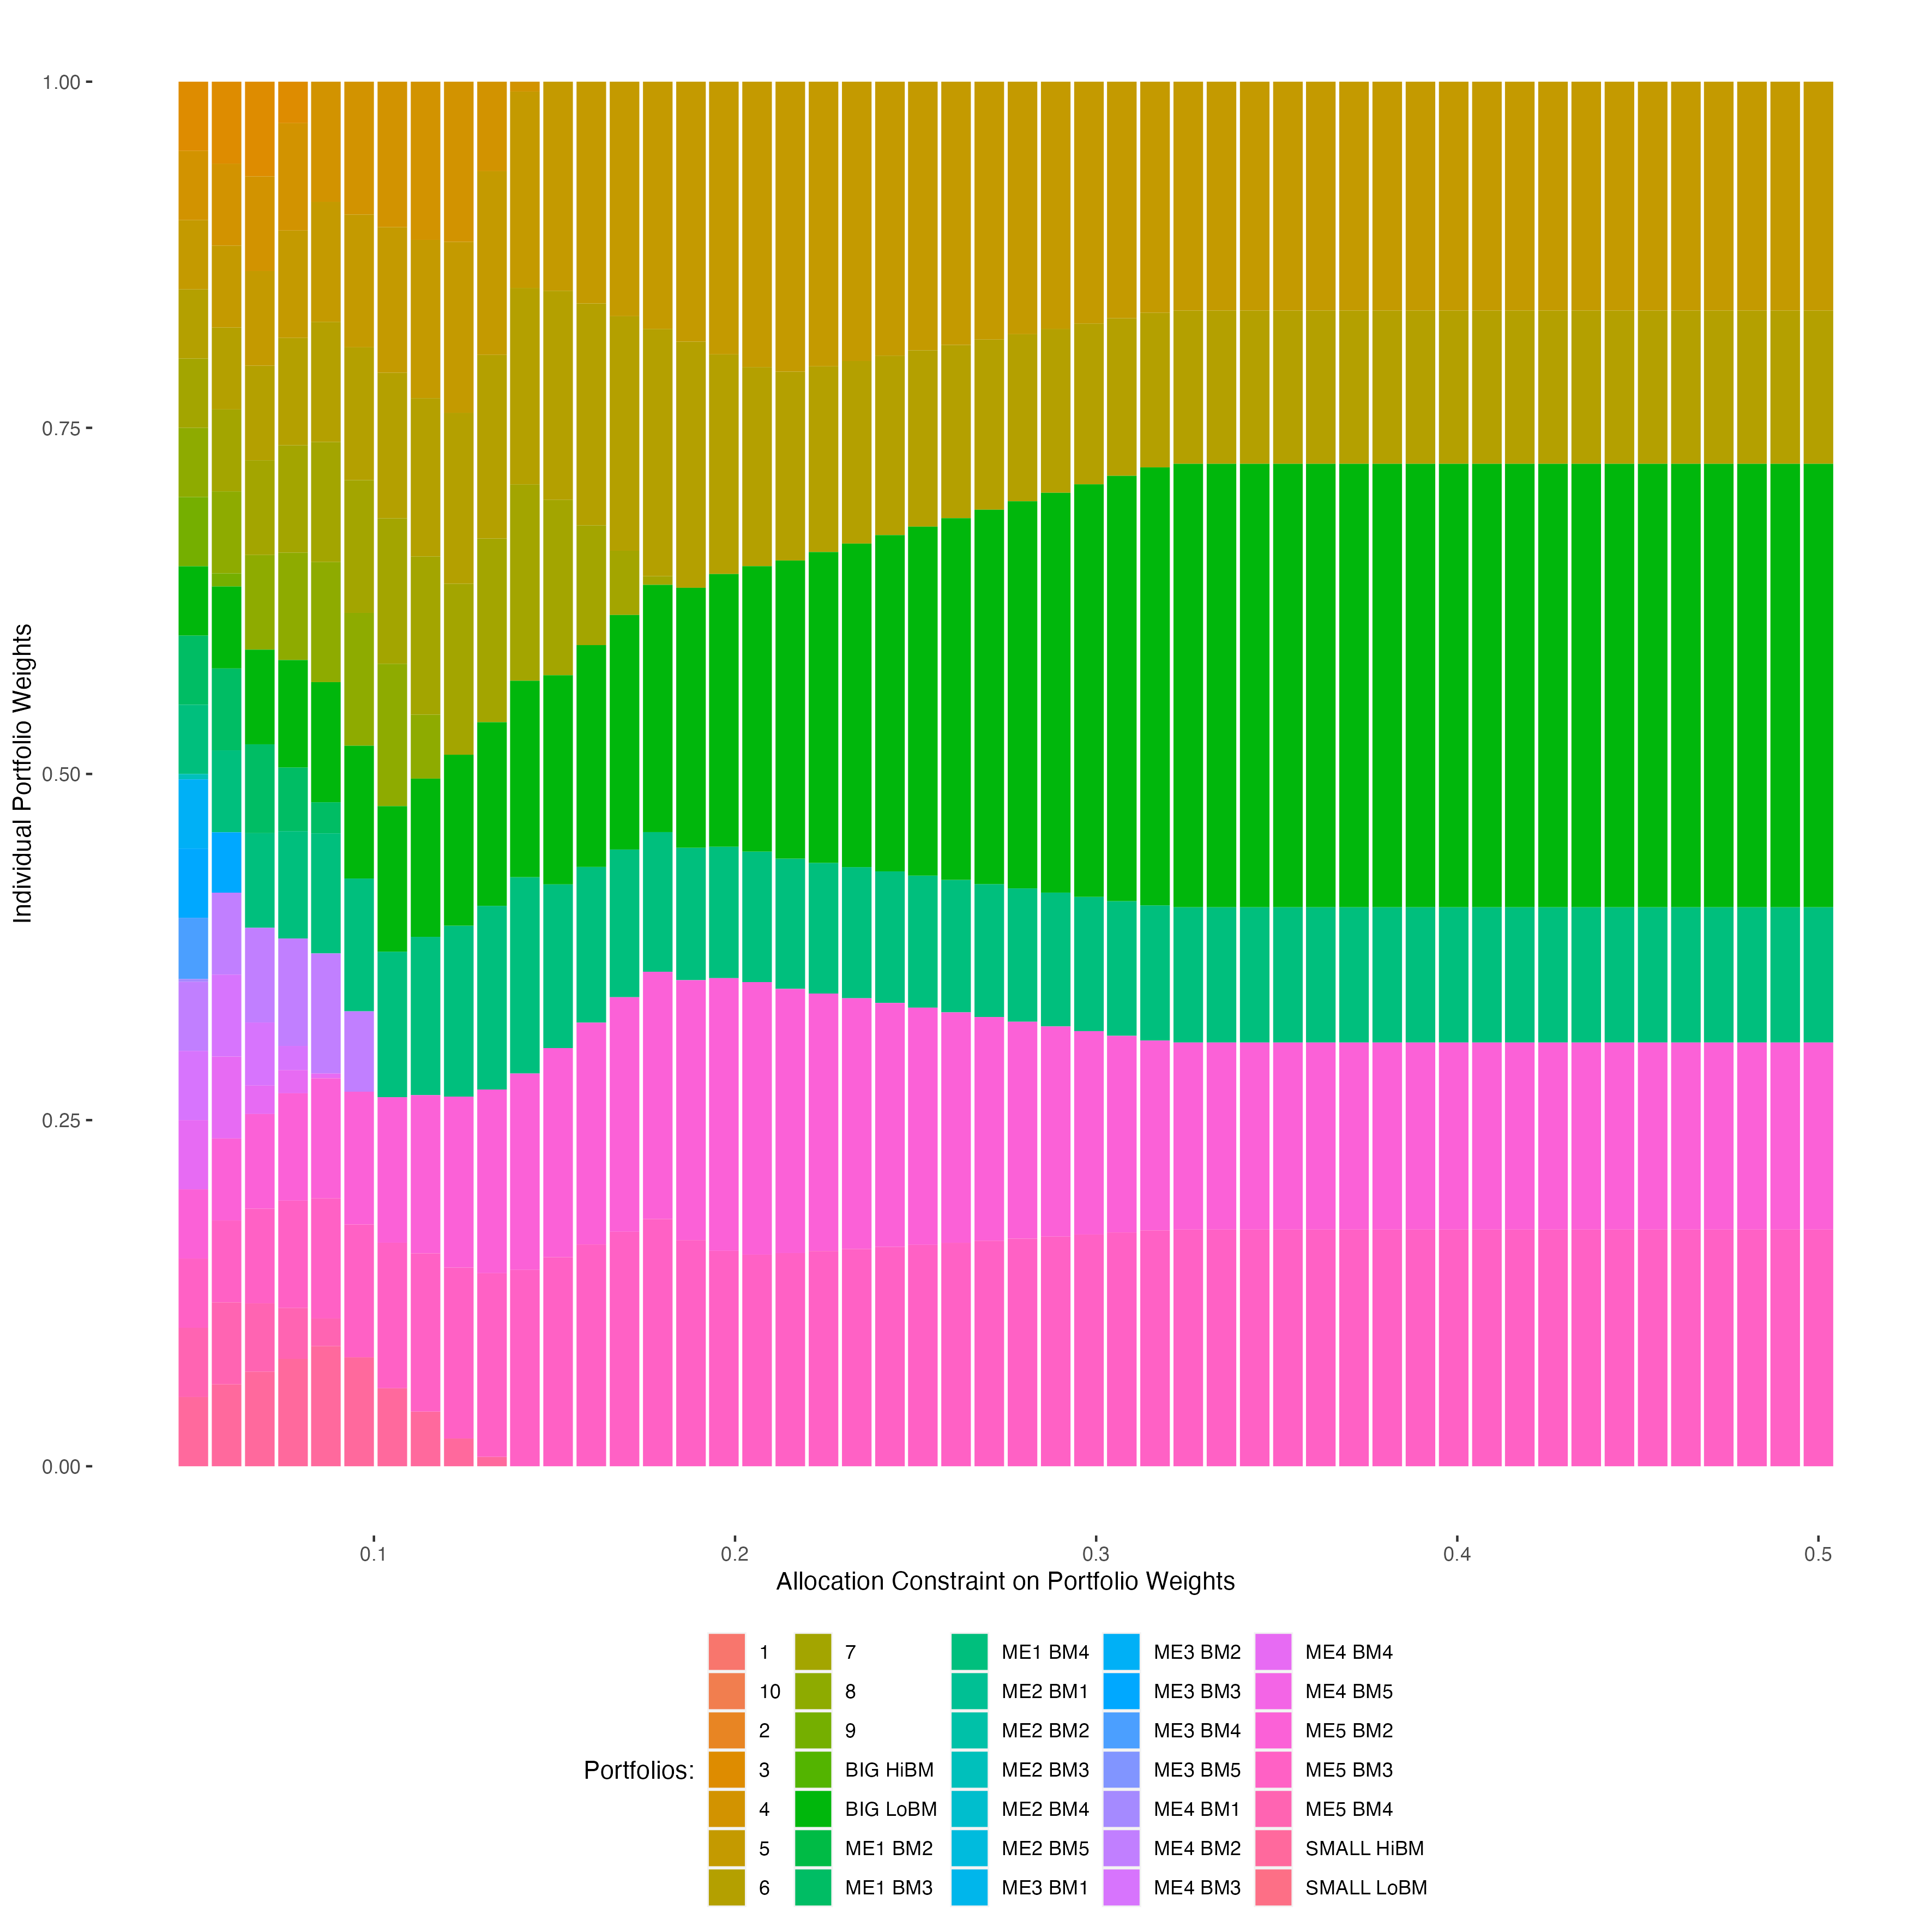 1.00
0.75
0.50
0.25
0.00
Individual Portfolio Weights
0.1
0.2
0.3
0.4
0.5
Allocation Constraint on Portfolio Weights
Portfolios:
1
10
2
3
4
5
6
7
8
9
BIG HiBM
BIG LoBM
ME1 BM2
ME1 BM3
ME1 BM4
ME2 BM1
ME2 BM2
ME2 BM3
ME2 BM4
ME2 BM5
ME3 BM1
ME3 BM2
ME3 BM3
ME3 BM4
ME3 BM5
ME4 BM1
ME4 BM2
ME4 BM3
ME4 BM4
ME4 BM5
ME5 BM2
ME5 BM3
ME5 BM4
SMALL HiBM
SMALL LoBM